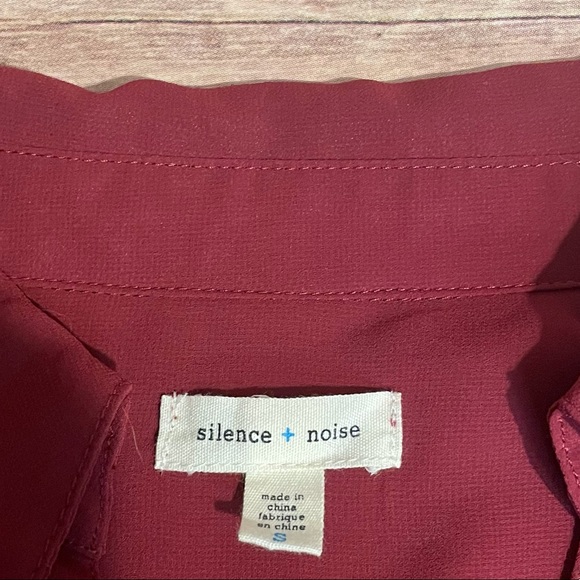 silence + noise
made in
china
fabrique
en chine
S